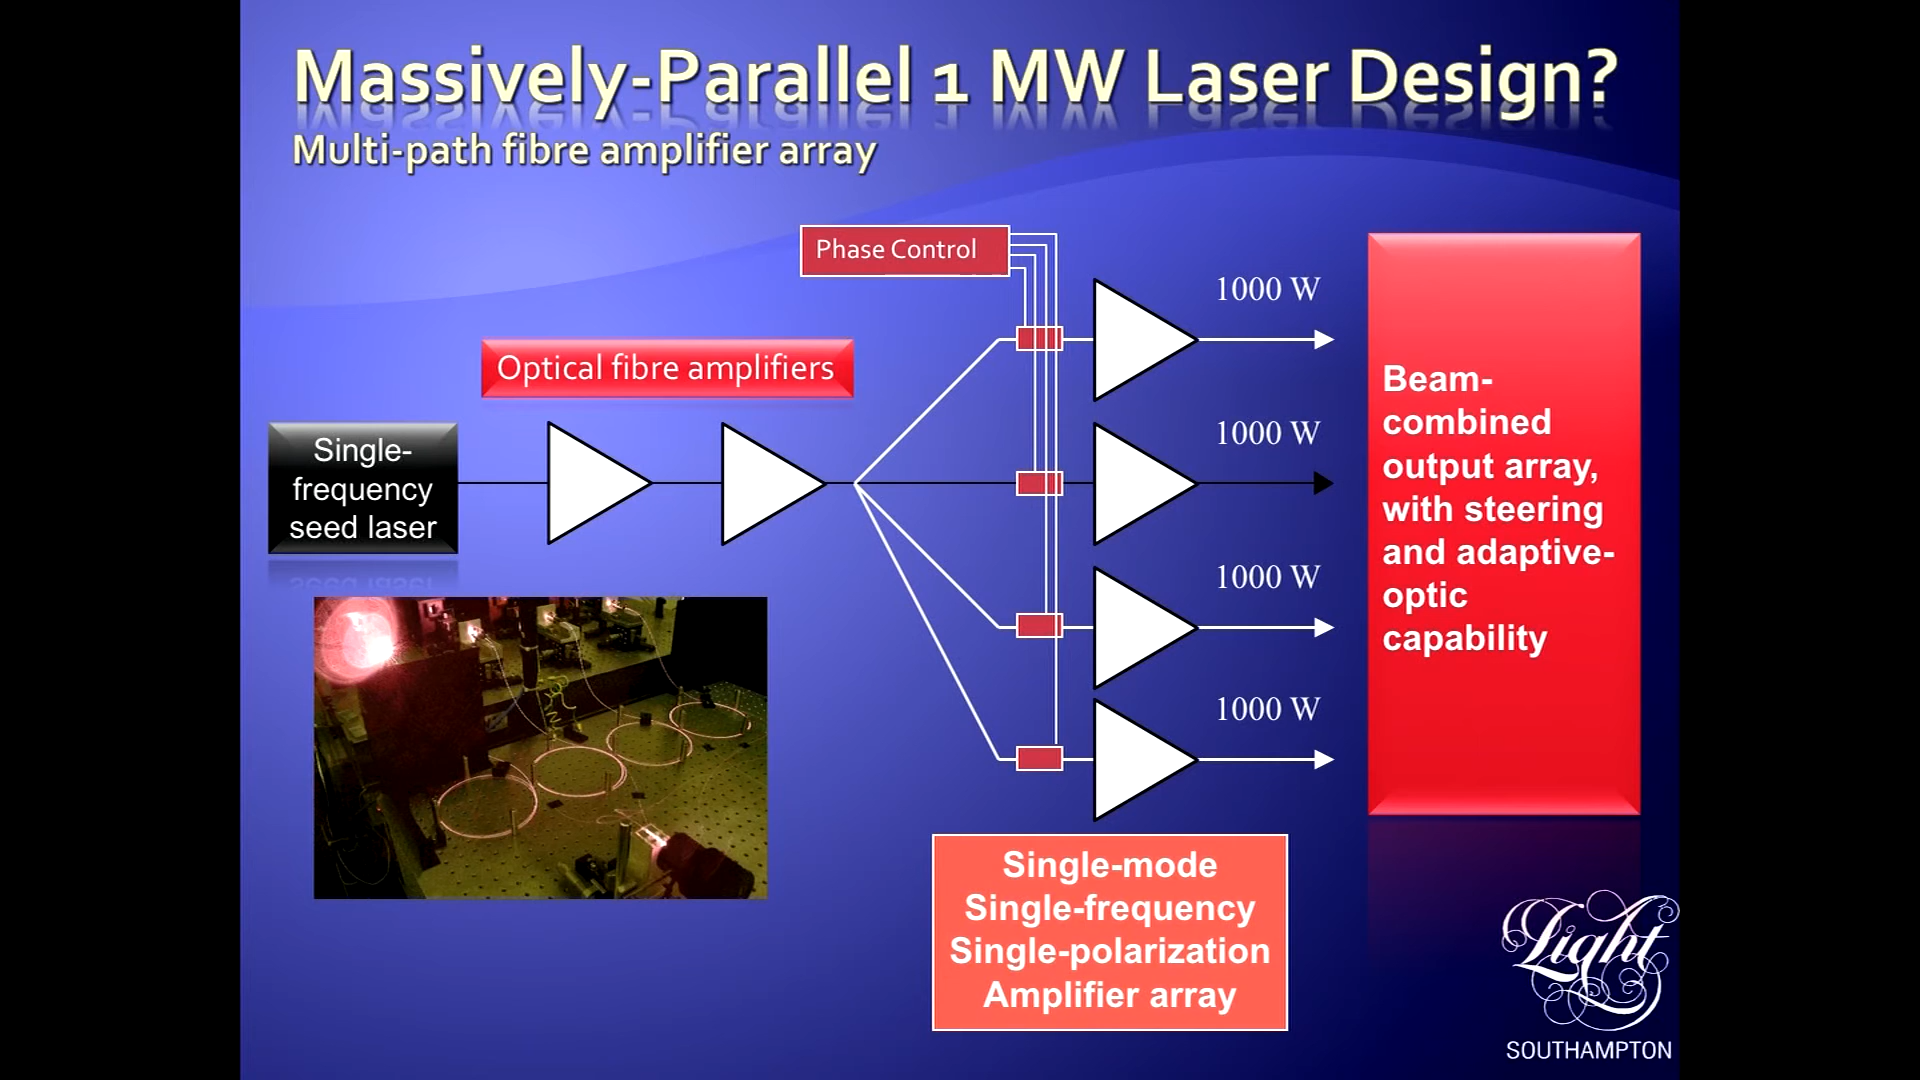 Massively-Parallel 1 MW Laser Design?
Multi-path fibre amplifier array
Phase Control
1000 W
Optical fibre amplifiers
1000 W
Single-
frequency
seed laser
Beam-
combined
output array,
with steering
and adaptive-
optic
capability
1000 W
1000 W
Single-mode
Single-frequency
Single-polarization
Amplifier array
Light
SOUTHAMPTON